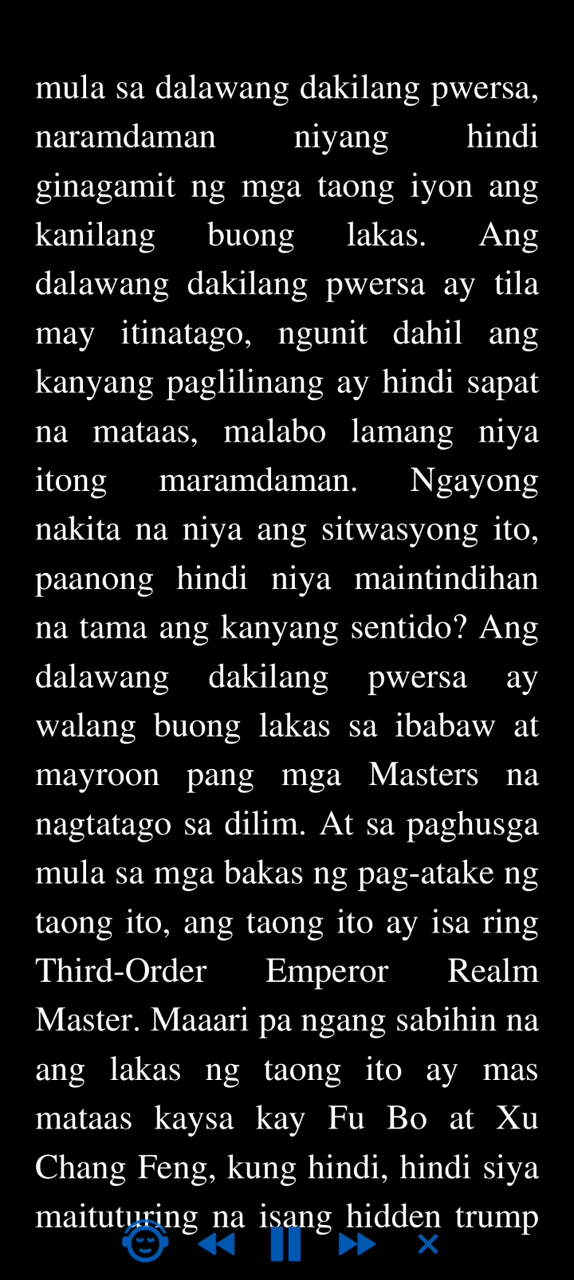 mula sa dalawang dakilang pwersa,
naramdaman niyang hindi
ginagamit ng mga taong iyon ang
kanilang buong lakas. Ang
dalawang dakilang pwersa ay tila
may itinatago, ngunit dahil ang
kanyang paglilinang ay hindi sapat
na mataas, malabo lamang niya
itong maramdaman. Ngayong
nakita na niya ang sitwasyong ito,
paanong hindi niya maintindihan
na tama ang kanyang sentido? Ang
dalawang dakilang pwersa ay
walang buong lakas sa ibabaw at
mayroon pang mga Masters na
nagtatago sa dilim. At sa paghusga
mula sa mga bakas ng pag-atake ng
taong ito, ang taong ito ay isa ring
Third-Order Emperor Realm
Master. Maaari pa ngang sabihin na
ang lakas ng taong ito ay mas
mataas kaysa kay Fu Bo at Xu
Chang Feng, kung hindi, hindi siya
maituturing na isang hidden trump